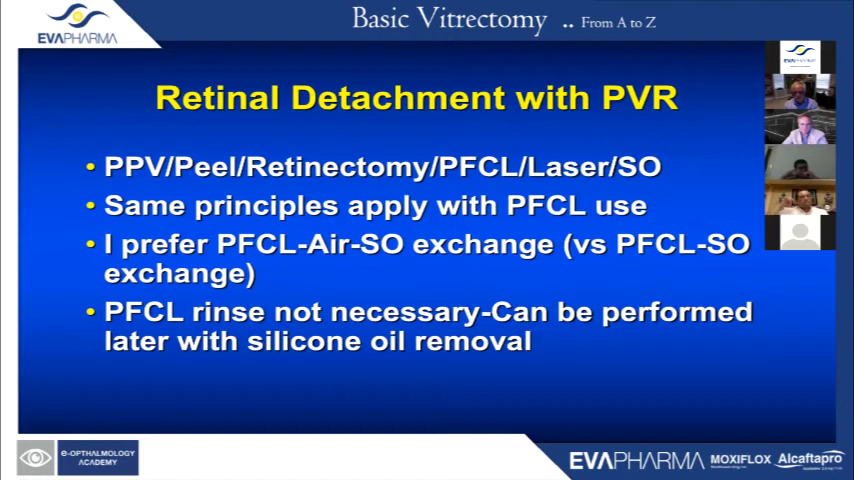 Basic Vitrectomy .. From A to Z
EVAPHARMA
Retinal Detachment with PVR
• PPV/Peel/Retinectomy/PFCL/Laser/SO
• Same principles apply with PFCL use
• I prefer PFCL-Air-SO exchange (vs PFCL-SO
exchange)
• PFCL rinse not necessary-Can be performed
later with silicone oil removal
EVAPHARMA
e-OPTHALMOLOGY
ACADEMY
EVAPHARMA MOXIFLOX Alcaftapro